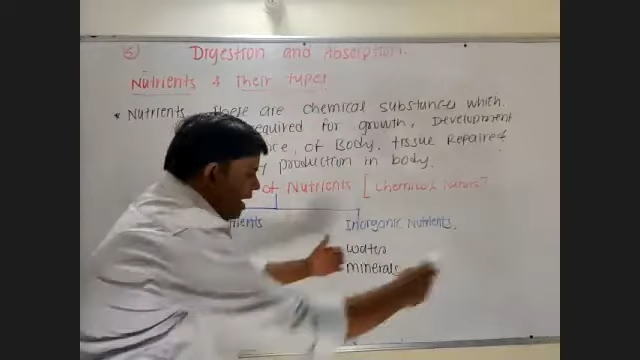 5) Digestion and Absorption.
Nutrients & Their types
* Nutrients These are chemical substances which
required for growth, Development
of Body. tissue Repaire &
production in body.
of Nutrients [Chemical Nature]
Inorganic Nutrients.
water
minerals